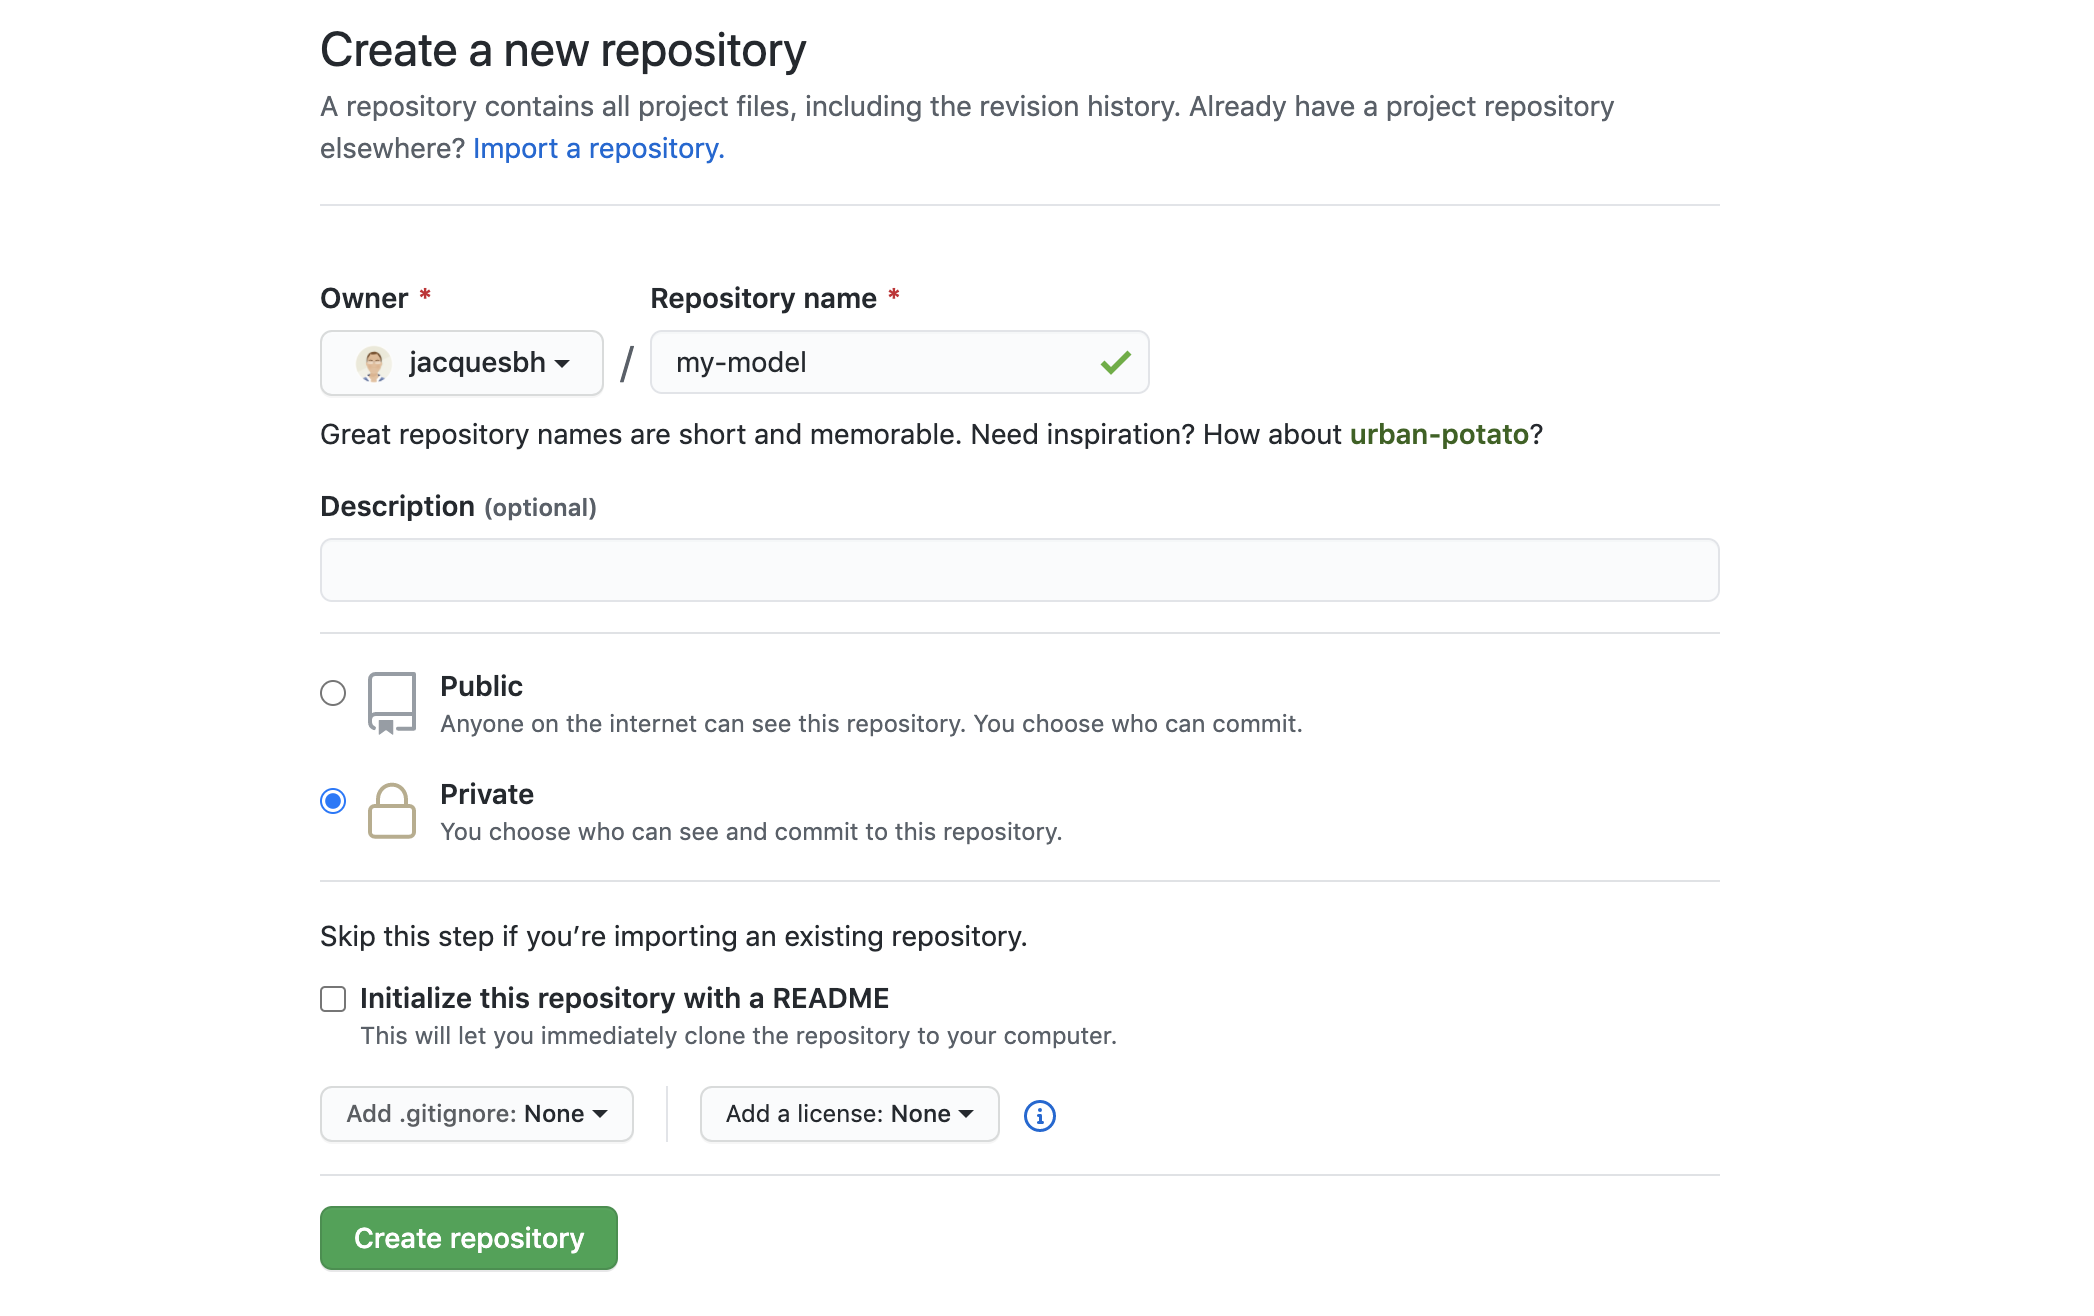 Create a new repository
A repository contains all project files, including the revision history. Already have a project repository
elsewhere? Import a repository.
Owner * Repository name *
jacquesbh / my-model
Great repository names are short and memorable. Need inspiration? How about urban-potato?
Description (optional)
Public
Anyone on the internet can see this repository. You choose who can commit.
Private
You choose who can see and commit to this repository.
Skip this step if you’re importing an existing repository.
Initialize this repository with a README
This will let you immediately clone the repository to your computer.
Add .gitignore: None Add a license: None
Create repository